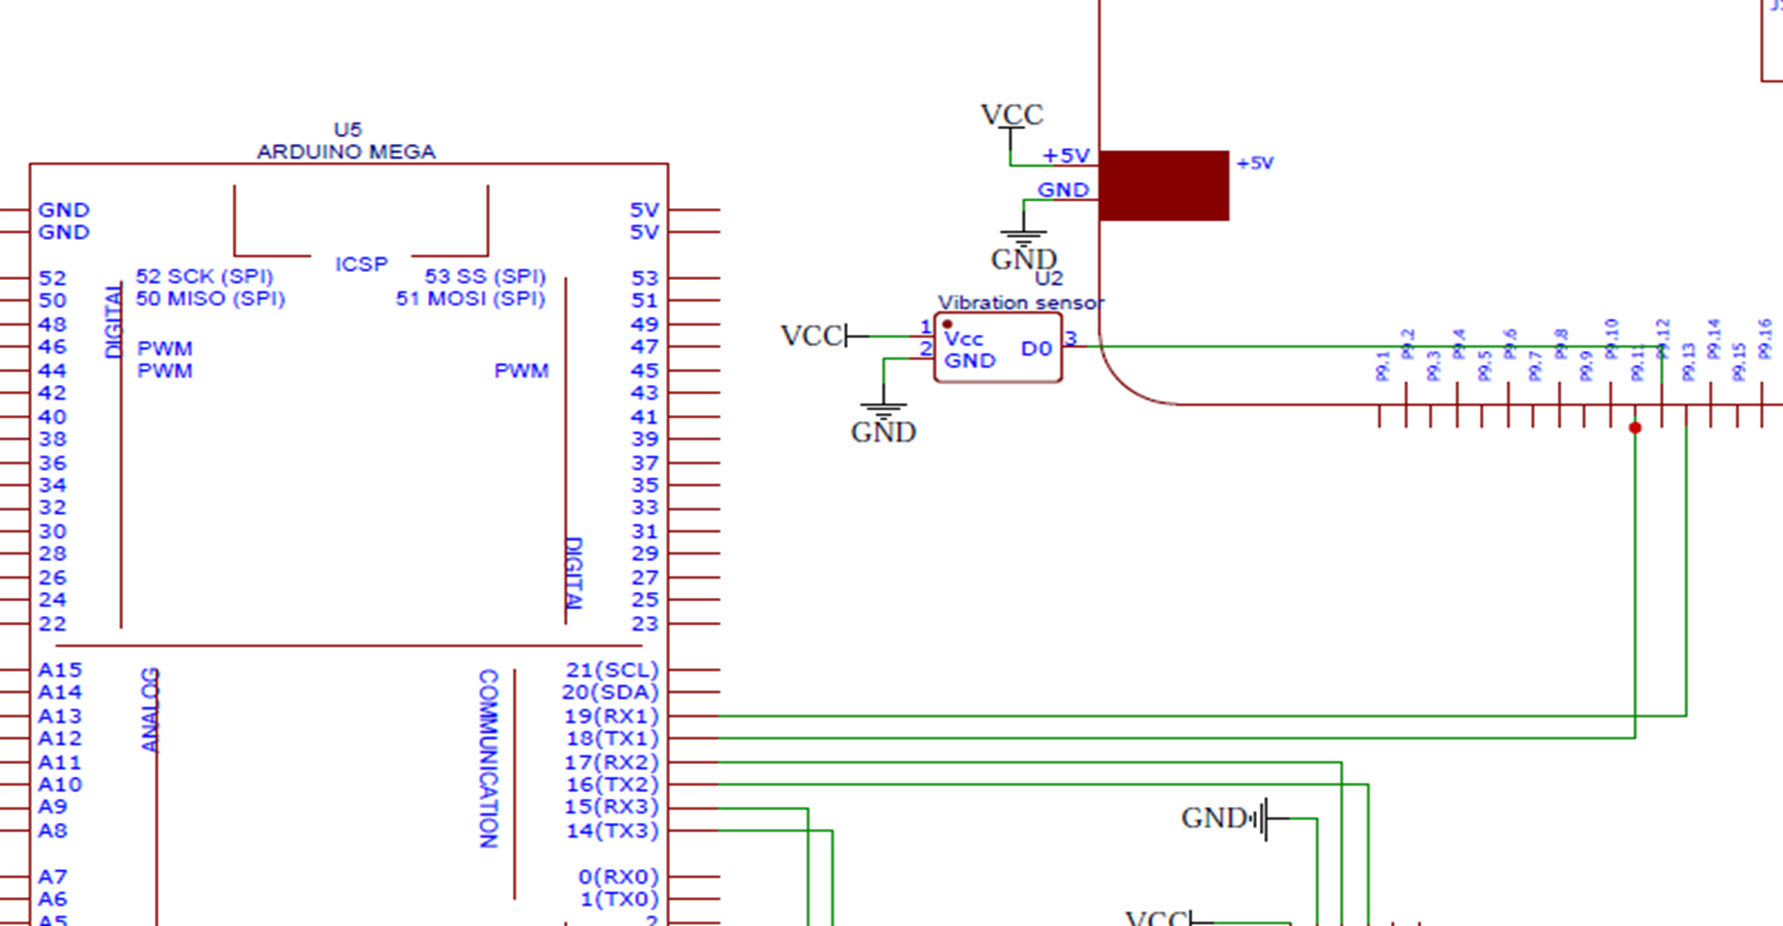 U5
ARDUINO MEGA
GND
GND
5V
5V
ICSP
52 SCK (SPI)
50 MISO (SPI)
53 SS (SPI)
51 MOSI (SPI)
DIGITAL
PWM
PWM
PWM
52
50
48
46
44
42
40
38
36
34
32
30
28
26
24
22
53
51
49
47
45
43
41
39
37
35
33
31
29
27
25
23
DIGITAL
A15
A14
A13
A12
A11
A10
A9
A8
A7
A6
A5
ANALOG
COMMUNICATION
21(SCL)
20(SDA)
19(RX1)
18(TX1)
17(RX2)
16(TX2)
15(RX3)
14(TX3)
0(RX0)
1(TX0)
2
VCC
+5V
GND
+5V
GND
U2
Vibration sensor
VCC
1
2
Vcc
GND
D0
3
GND
P9.1
P9.2
P9.3
P9.4
P9.5
P9.6
P9.7
P9.8
P9.9
P9.10
P9.11
P9.12
P9.13
P9.14
P9.15
P9.16
GND
VCC